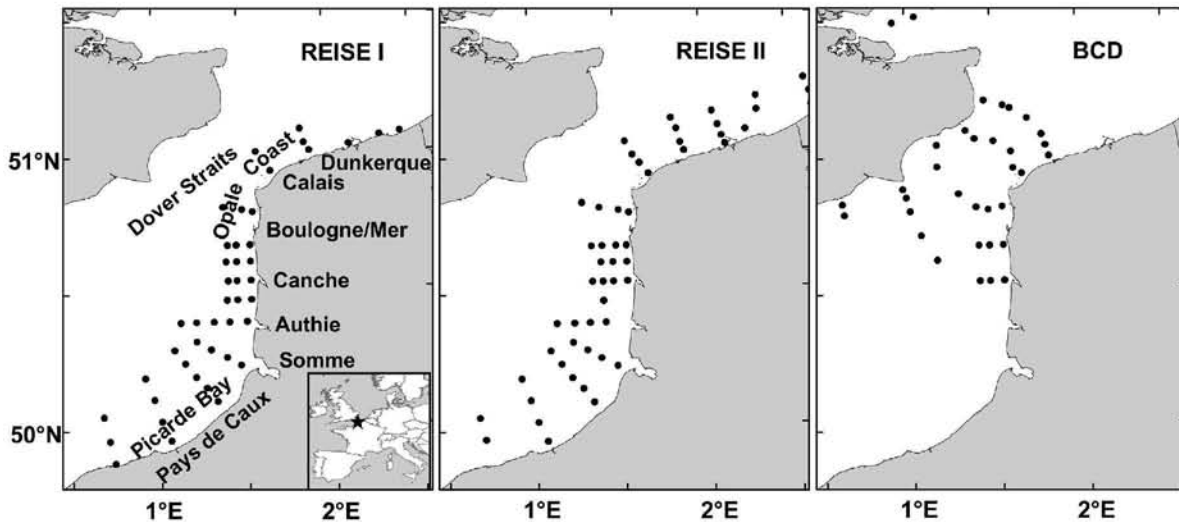 REISE I
REISE II
BCD
51°N
50°N
Dover Straits
Opale Coast
Dunkerque
Calais
Boulogne/Mer
Canche
Authie
Somme
Picarde Bay
Pays de Caux
1°E
2°E
1°E
2°E
1°E
2°E